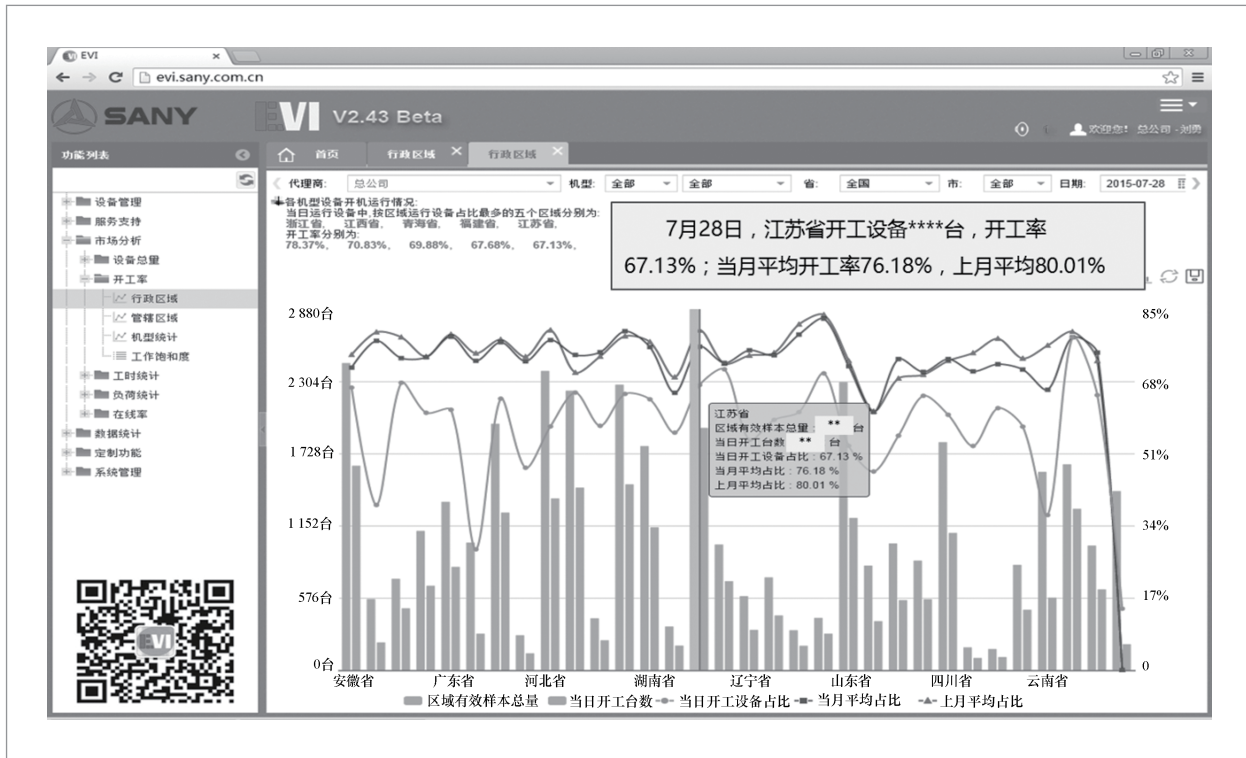 EVI
evi.sany.com.cn
SANY
EVI V2.43 Beta
欢迎您! 总公司 -刘勇
功能列表
首页
行政区域
行政区域
代理商:
总公司
机型:
全部
全部
省:
全国
市:
全部
日期:
2015-07-28
设备管理
服务支持
市场分析
设备总量
开工率
行政区域
管辖区域
机型统计
工作饱和度
工时统计
负荷统计
在线率
数据统计
定制功能
系统管理
EVI
各机型设备开机运行情况:
当日运行设备中,按区域运行设备占比最多的五个区域分别为:
浙江省, 江西省, 青海省, 福建省, 江苏省,
开工率分别为:
78.37%, 70.83%, 69.88%, 67.68%, 67.13%,
7月28日，江苏省开工设备****台，开工率
67.13%；当月平均开工率76.18%，上月平均80.01%
2 880台
2 304台
1 728台
1 152台
576台
0台
85%
68%
51%
34%
17%
0
江苏省
区域有效样本总量: ** 台
当日开工台数 ** 台
当日开工设备占比: 67.13 %
当月平均占比: 76.18 %
上月平均占比: 80.01 %
安徽省 广东省 河北省 湖南省 辽宁省 山东省 四川省 云南省
区域有效样本总量 当日开工台数 当日开工设备占比 当月平均占比 上月平均占比